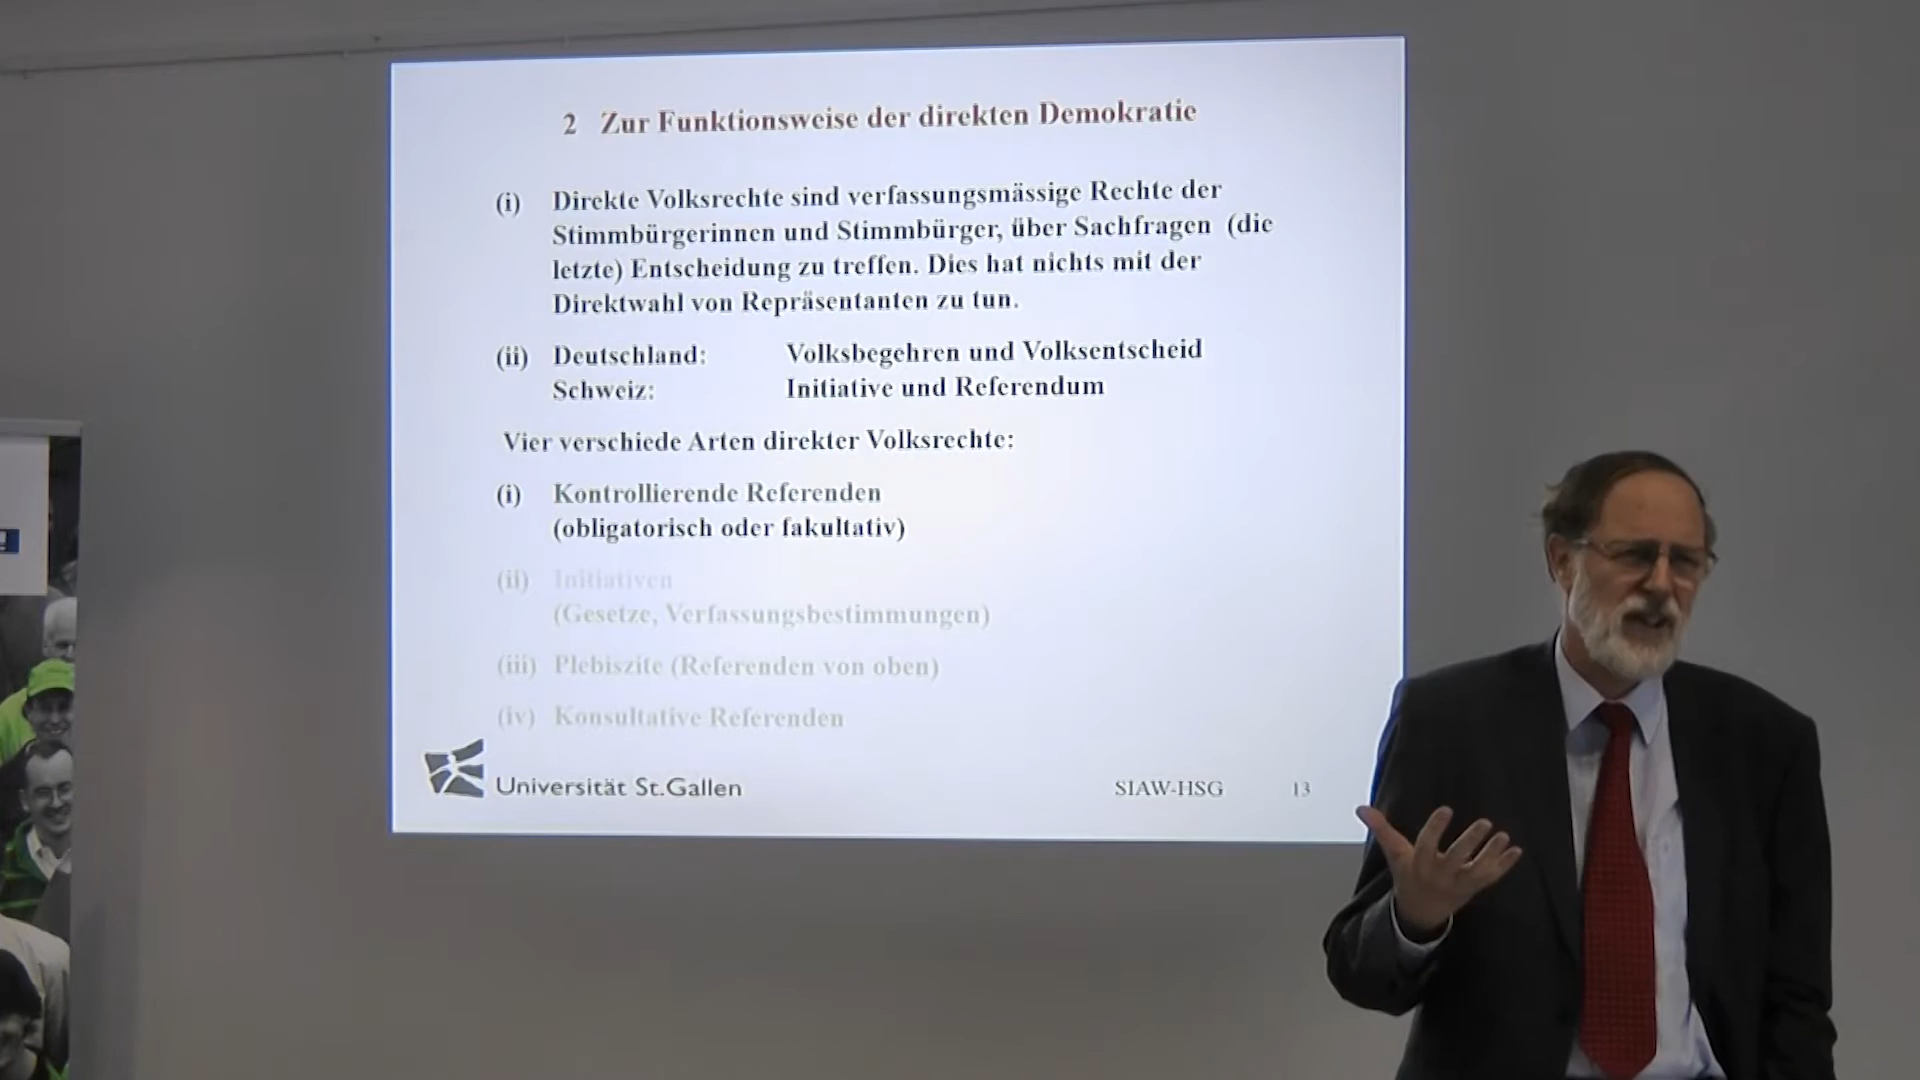 2 Zur Funktionsweise der direkten Demokratie
(i) Direkte Volksrechte sind verfassungsmässige Rechte der
Stimmbürgerinnen und Stimmbürger, über Sachfragen (die
letzte) Entscheidung zu treffen. Dies hat nichts mit der
Direktwahl von Repräsentanten zu tun.
(ii) Deutschland: Volksbegehren und Volksentscheid
Schweiz: Initiative und Referendum
Vier verschiede Arten direkter Volksrechte:
(i) Kontrollierende Referenden
(obligatorisch oder fakultativ)
(ii) Initiativen
(Gesetze, Verfassungsbestimmungen)
(iii) Plebiszite (Referenden von oben)
(iv) Konsultative Referenden
Universität St.Gallen SIAW-HSG 13